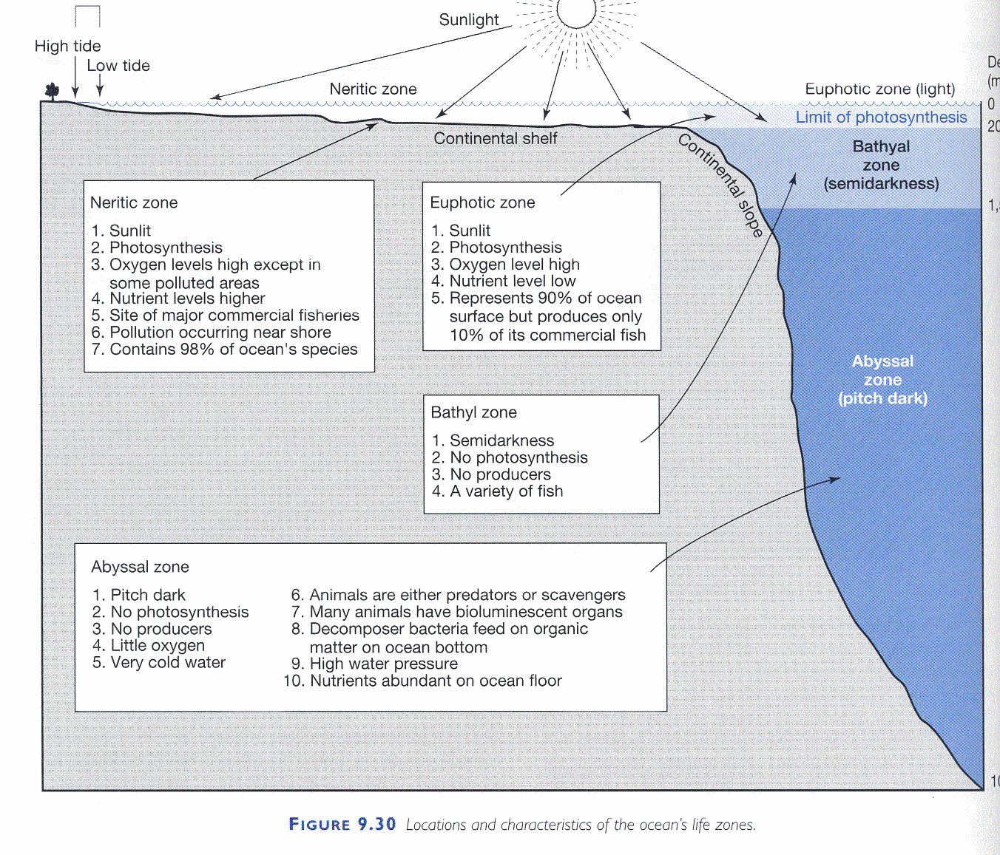 Sunlight
High tide
Low tide
Neritic zone
Euphotic zone (light)
0
Limit of photosynthesis
Continental shelf
Continental slope
Bathyal
zone
(semidarkness)
Neritic zone
1. Sunlit
2. Photosynthesis
3. Oxygen levels high except in
some polluted areas
4. Nutrient levels higher
5. Site of major commercial fisheries
6. Pollution occurring near shore
7. Contains 98% of ocean's species
Euphotic zone
1. Sunlit
2. Photosynthesis
3. Oxygen level high
4. Nutrient level low
5. Represents 90% of ocean
surface but produces only
10% of its commercial fish
Abyssal
zone
(pitch dark)
Bathyl zone
1. Semidarkness
2. No photosynthesis
3. No producers
4. A variety of fish
Abyssal zone
1. Pitch dark
2. No photosynthesis
3. No producers
4. Little oxygen
5. Very cold water
6. Animals are either predators or scavengers
7. Many animals have bioluminescent organs
8. Decomposer bacteria feed on organic
matter on ocean bottom
9. High water pressure
10. Nutrients abundant on ocean floor
FIGURE 9.30 Locations and characteristics of the ocean's life zones.